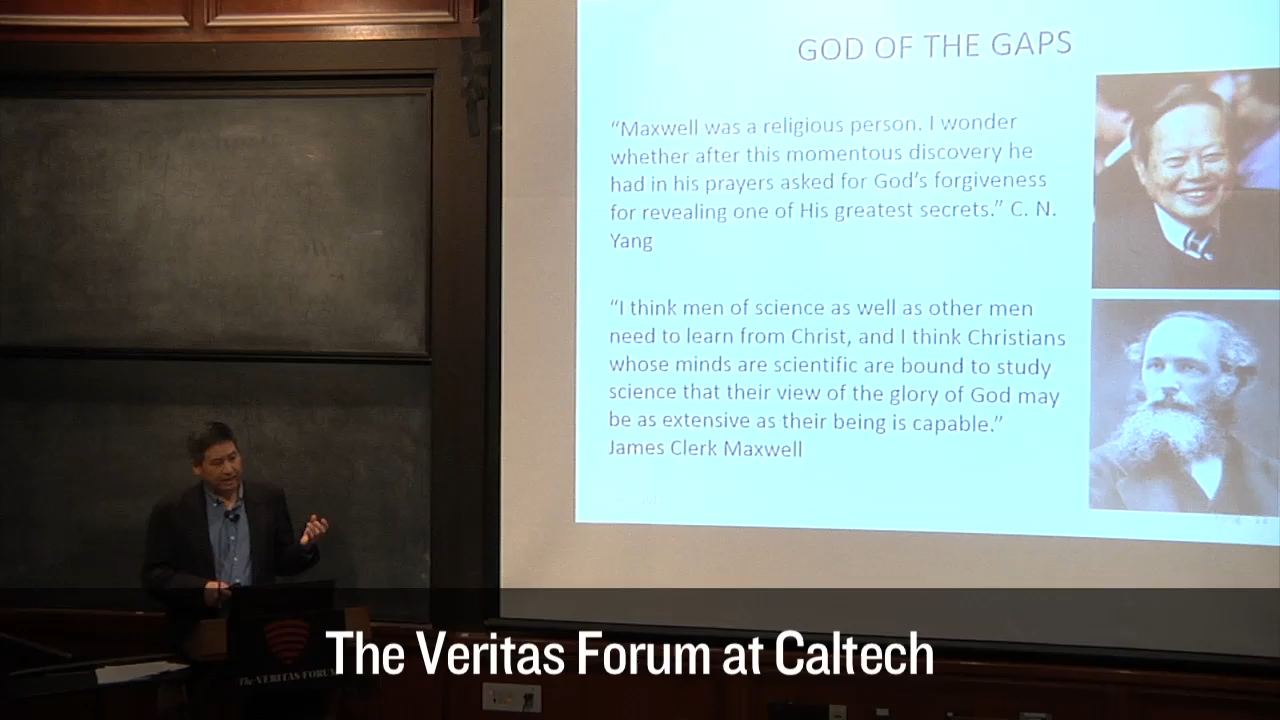 GOD OF THE GAPS
“Maxwell was a religious person. I wonder
whether after this momentous discovery he
had in his prayers asked for God’s forgiveness
for revealing one of His greatest secrets.” C. N.
Yang
“I think men of science as well as other men
need to learn from Christ, and I think Christians
whose minds are scientific are bound to study
science that their view of the glory of God may
be as extensive as their being is capable.”
James Clerk Maxwell
The VERITAS FORUM
The Veritas Forum at Caltech